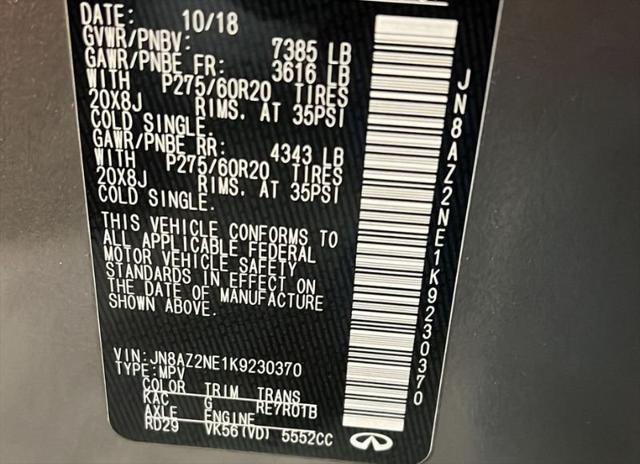 DATE: 10/18
GVWR/PNBV: 7385 LB
GAWR/PNBE FR: 3616 LB
WITH P275/60R20 TIRES
20X8J RIMS. AT 35PSI
COLD SINGLE.
GAWR/PNBE RR: 4343 LB
WITH P275/60R20 TIRES
20X8J RIMS. AT 35PSI
COLD SINGLE.
THIS VEHICLE CONFORMS TO
ALL APPLICABLE FEDERAL
MOTOR VEHICLE SAFETY
STANDARDS IN EFFECT ON
THE DATE OF MANUFACTURE
SHOWN ABOVE.
VIN:JN8AZ2NE1K9230370
TYPE:MPV
COLOR TRIM TRANS
KAC G RE7R01B
AXLE ENGINE
RD29 VK56(VD) 5552CC
JN8AZ2NE1K9230370